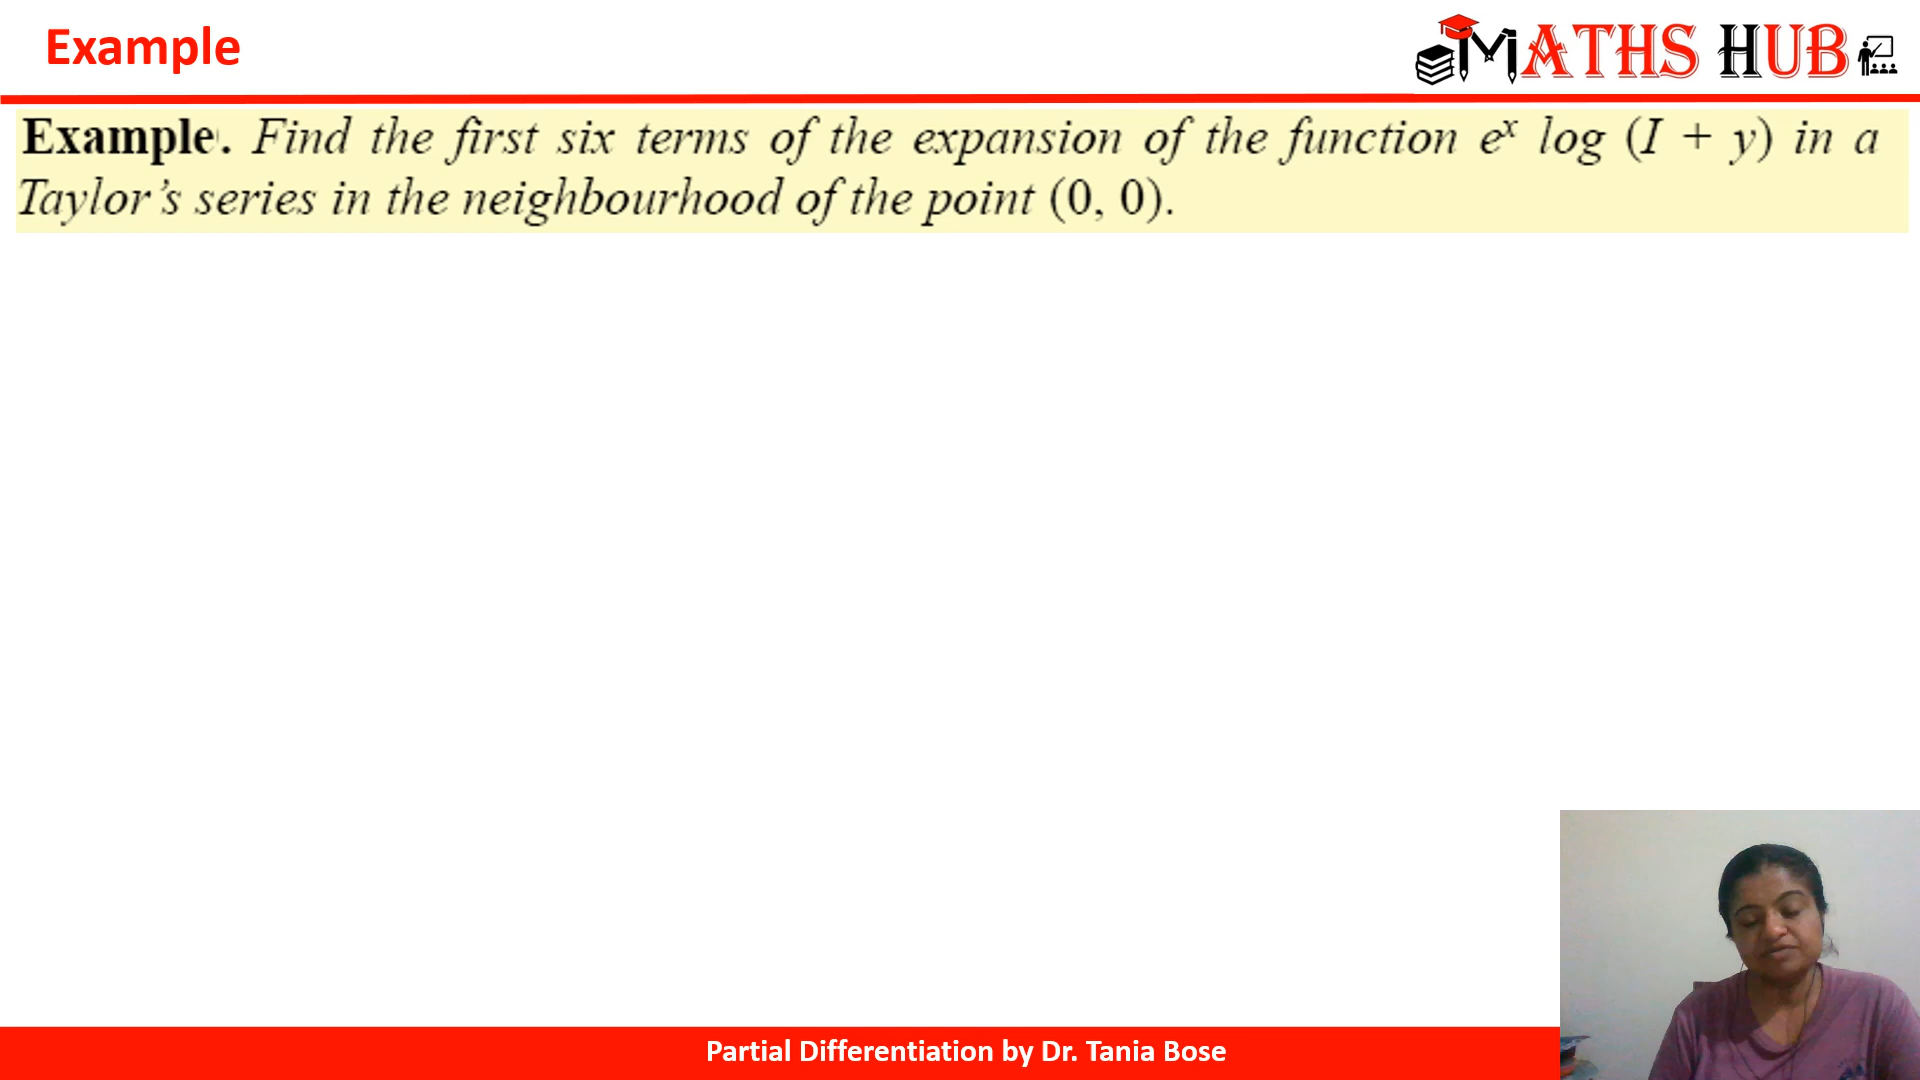 Example
MATHS HUB
Example. Find the first six terms of the expansion of the function eˣ log (I + y) in a
Taylor’s series in the neighbourhood of the point (0, 0).
Partial Differentiation by Dr. Tania Bose